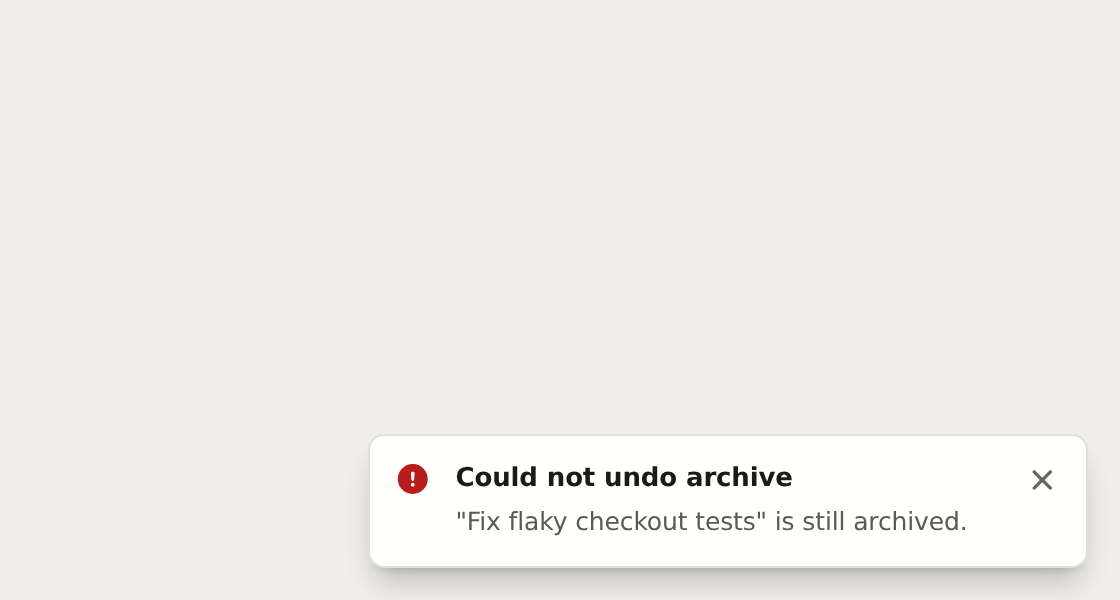 Could not undo archive
"Fix flaky checkout tests" is still archived.